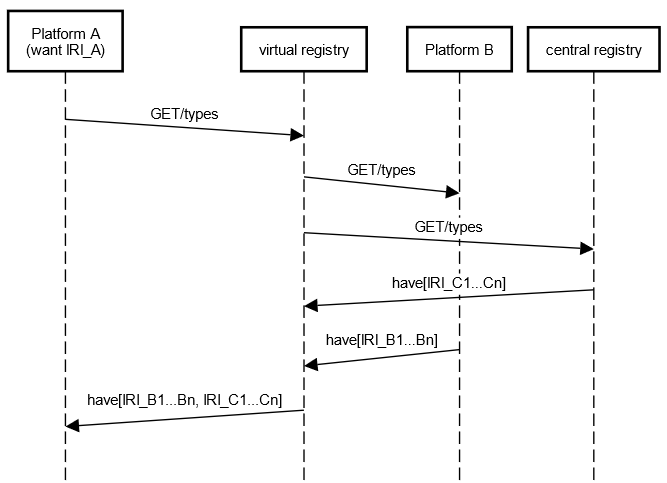 Platform A
(want IRI_A)
virtual registry
Platform B
central registry
GET/types
GET/types
GET/types
have[IRI_C1...Cn]
have[IRI_B1...Bn]
have[IRI_B1...Bn, IRI_C1...Cn]